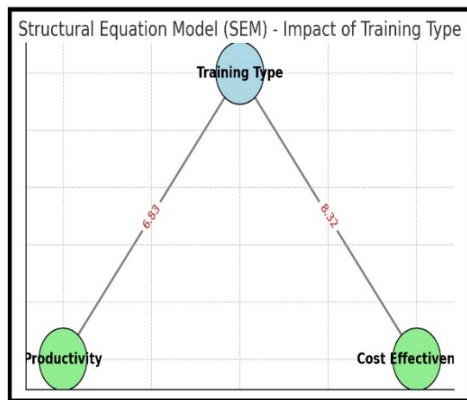 Structural Equation Model (SEM) - Impact of Training Type
Training Type
6.83
8.32
Productivity
Cost Effectiven